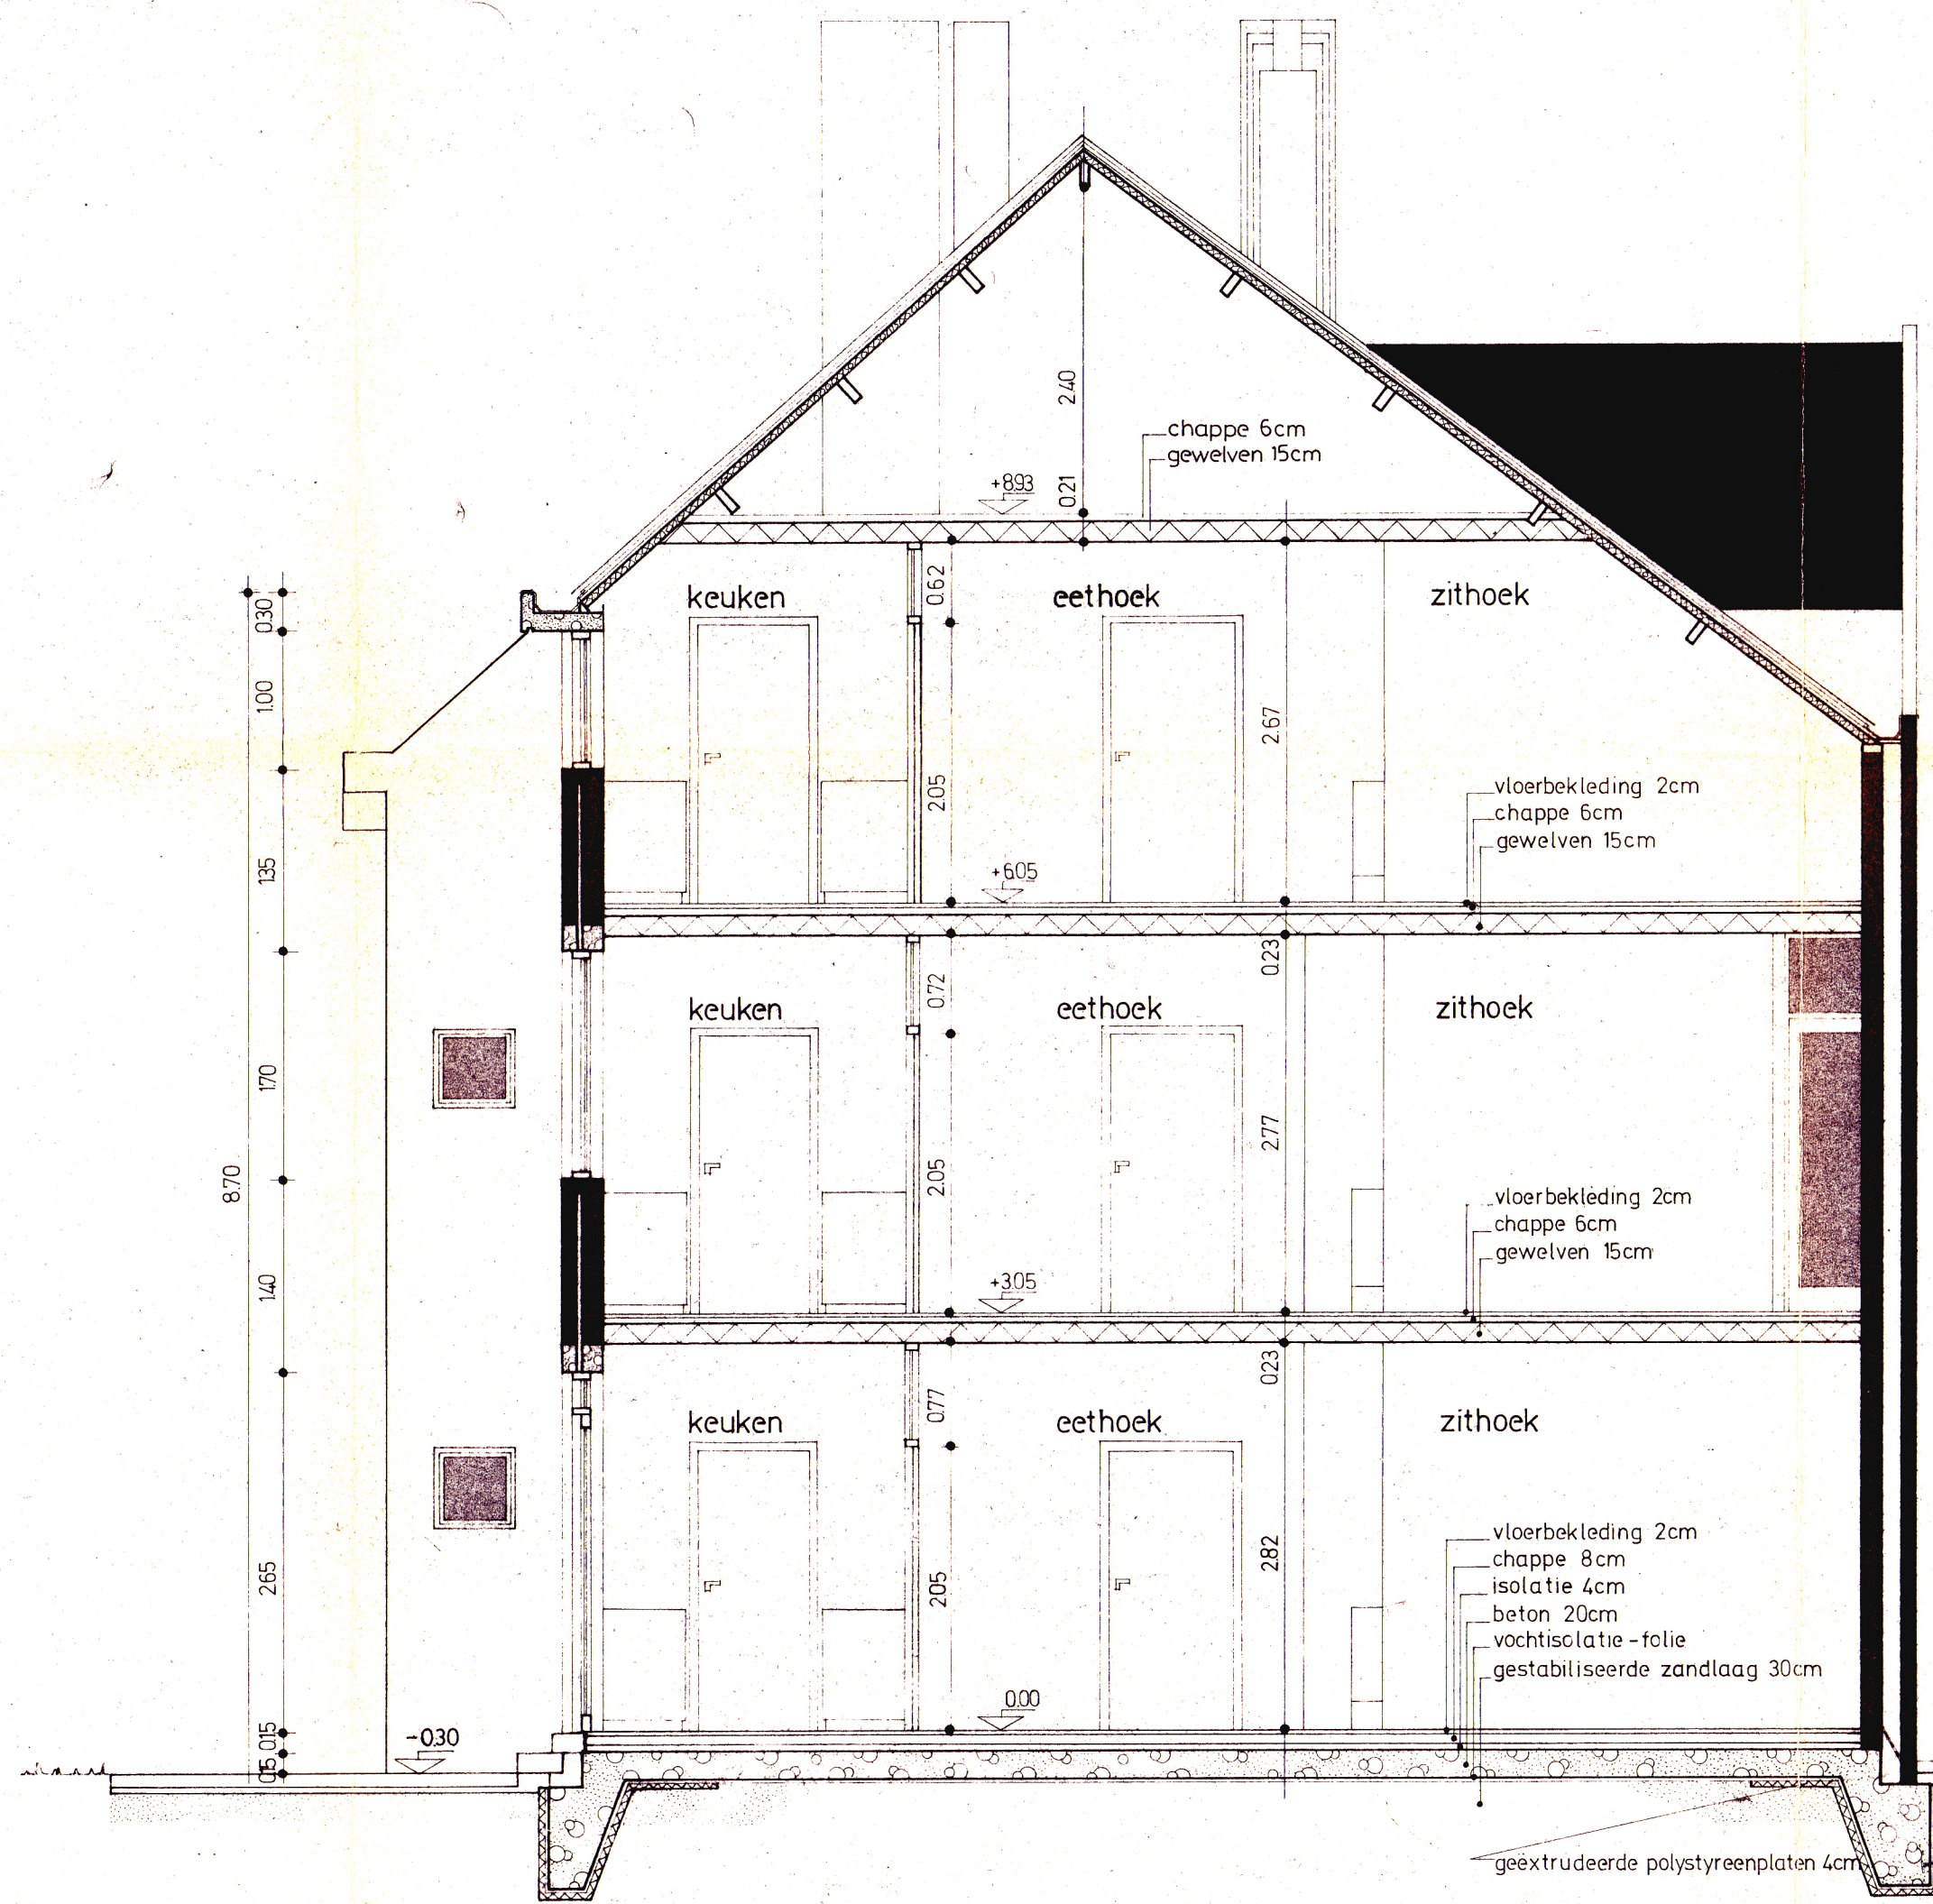 2.40
chappe 6cm
gewelven 15cm
+8.93
0.21
keuken
0.62
eethoek
zithoek
0.30
1.00
2.67
2.05
vloerbekleding 2cm
chappe 6cm
gewelven 15cm
1.35
+6.05
0.23
keuken
0.72
eethoek
zithoek
1.70
2.77
2.05
8.70
vloerbekleding 2cm
chappe 6cm
gewelven 15cm
1.40
+3.05
0.23
keuken
0.77
eethoek
zithoek
2.65
2.82
2.05
vloerbekleding 2cm
chappe 8cm
isolatie 4cm
beton 20cm
vochtisolatie-folie
gestabiliseerde zandlaag 30cm
0.00
-0.30
0.15
0.15
geëxtrudeerde polystyreenplaten 4cm